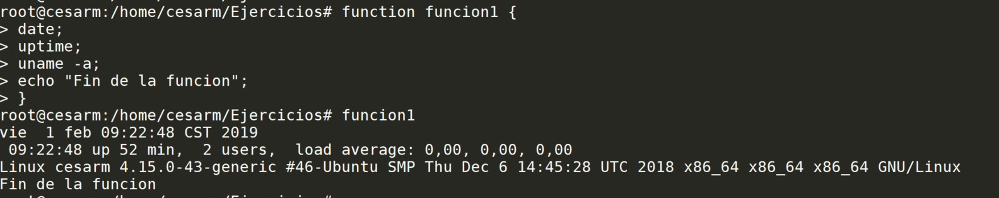 root@cesarm:/home/cesarm/Ejercicios# function funcion1 {
> date;
> uptime;
> uname -a;
> echo "Fin de la funcion";
> }
root@cesarm:/home/cesarm/Ejercicios# funcion1
vie  1 feb 09:22:48 CST 2019
 09:22:48 up 52 min,  2 users,  load average: 0,00, 0,00, 0,00
Linux cesarm 4.15.0-43-generic #46-Ubuntu SMP Thu Dec 6 14:45:28 UTC 2018 x86_64 x86_64 x86_64 GNU/Linux
Fin de la funcion